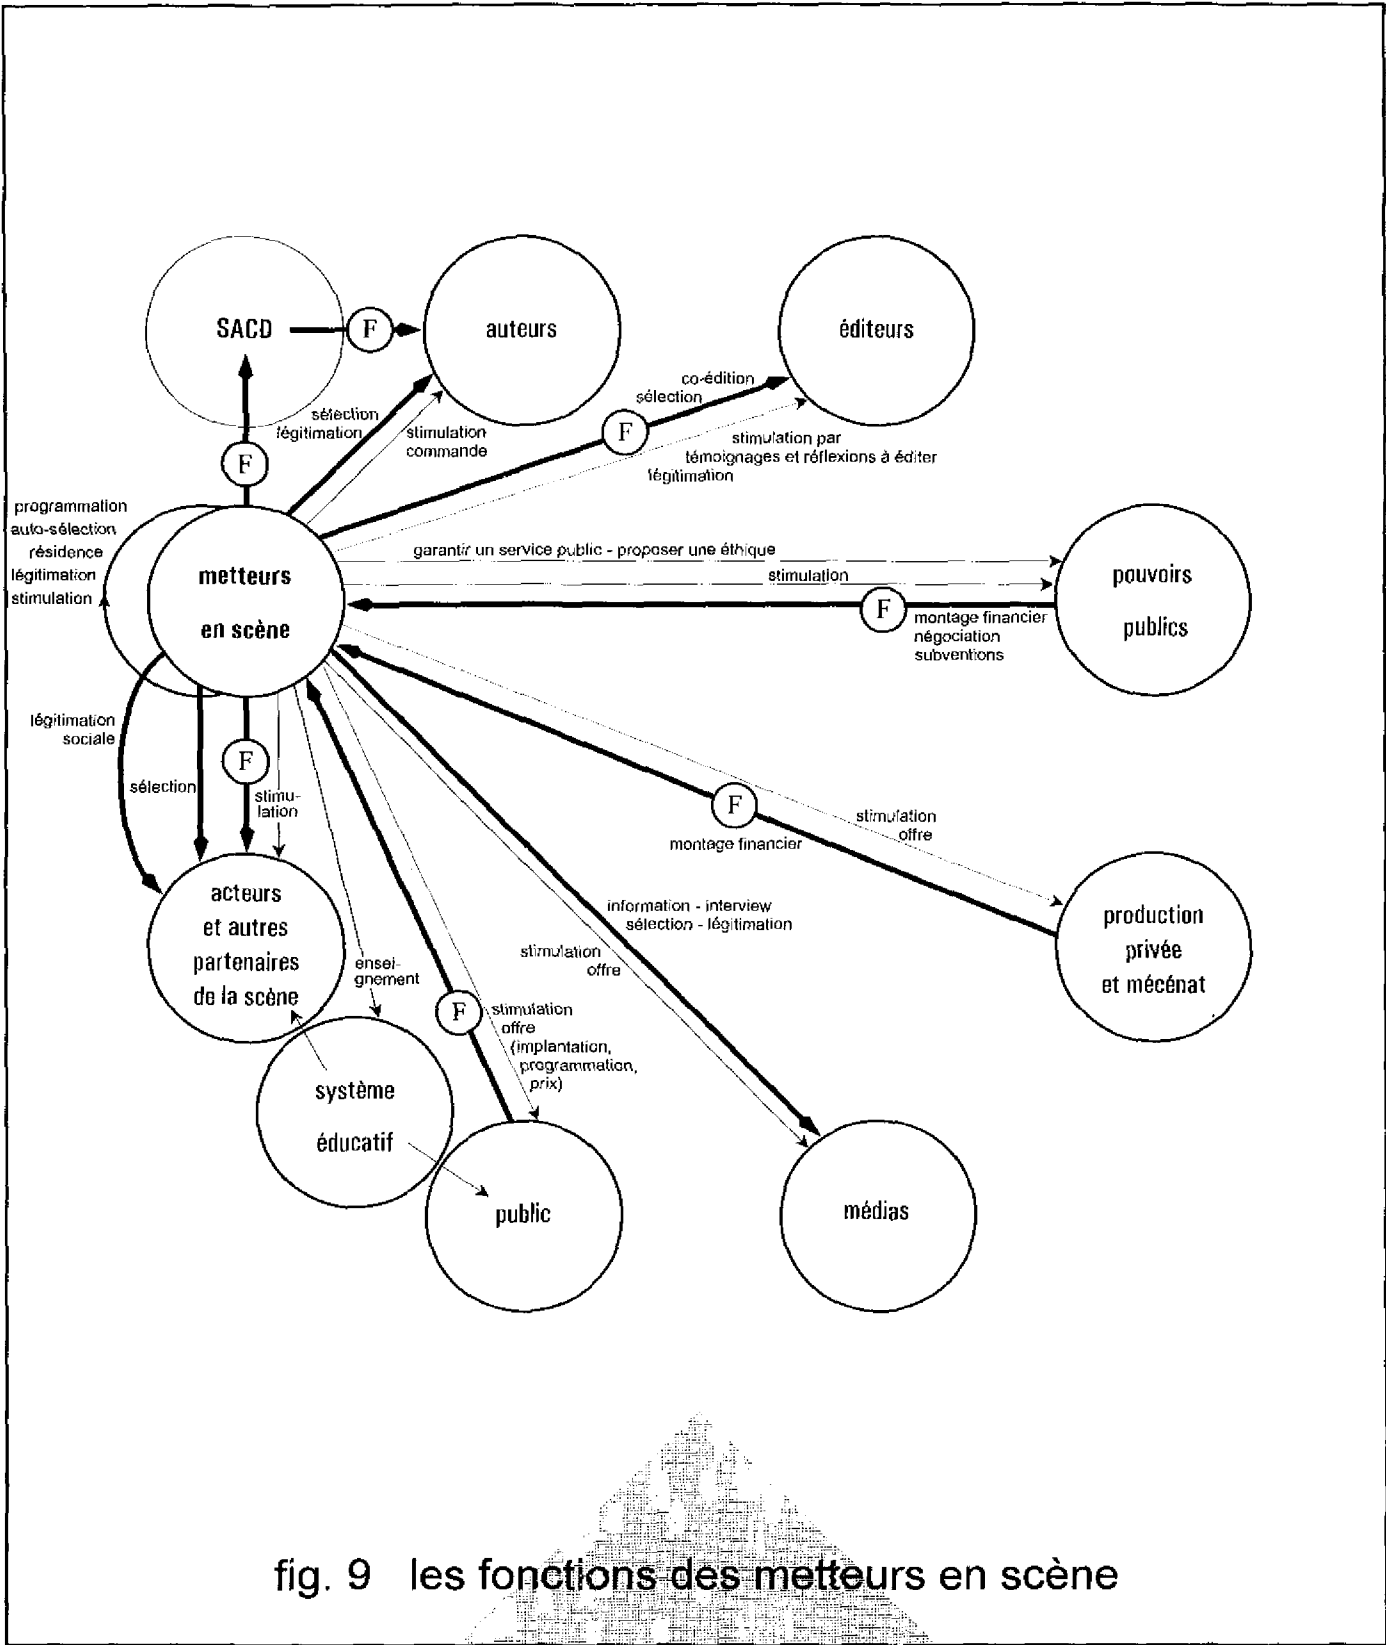 SACD
F
auteurs
éditeurs
co-édition
sélection
sélection
légitimation
stimulation
commande
F
stimulation par
témoignages et réflexions à éditer
légitimation
F
programmation
auto-sélection
résidence
légitimation
stimulation
metteurs
en scène
garantir un service public - proposer une éthique
stimulation
F
montage financier
négociation
subventions
pouvoirs
publics
légitimation
sociale
sélection
F
stimu-
lation
F
montage financier
stimulation
offre
acteurs
et autres
partenaires
de la scène
information - interview
sélection - légitimation
stimulation
offre
production
privée
et mécénat
ensei-
gnement
F
stimulation
offre
(implantation,
programmation,
prix)
système
éducatif
public
médias
fig. 9 les fonctions des metteurs en scène